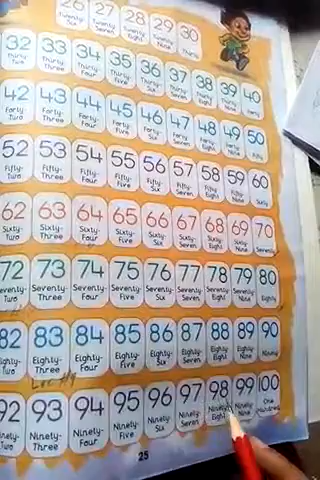 26 27 28 29 30
Twenty-Six Twenty-Seven Twenty-Eight Twenty-Nine Thirty
32 33 34 35 36 37 38 39 40
Thirty-Two Thirty-Three Thirty-Four Thirty-Five Thirty-Six Thirty-Seven Thirty-Eight Thirty-Nine Forty
42 43 44 45 46 47 48 49 50
Forty-Two Forty-Three Forty-Four Forty-Five Forty-Six Forty-Seven Forty-Eight Forty-Nine Fifty
52 53 54 55 56 57 58 59 60
Fifty-Two Fifty-Three Fifty-Four Fifty-Five Fifty-Six Fifty-Seven Fifty-Eight Fifty-Nine Sixty
62 63 64 65 66 67 68 69 70
Sixty-Two Sixty-Three Sixty-Four Sixty-Five Sixty-Six Sixty-Seven Sixty-Eight Sixty-Nine Seventy
72 73 74 75 76 77 78 79 80
Seventy-Two Seventy-Three Seventy-Four Seventy-Five Seventy-Six Seventy-Seven Seventy-Eight Seventy-Nine Eighty
82 83 84 85 86 87 88 89 90
Eighty-Two Eighty-Three Eighty-Four Eighty-Five Eighty-Six Eighty-Seven Eighty-Eight Eighty-Nine Ninety
92 93 94 95 96 97 98 99 100
Ninety-Two Ninety-Three Ninety-Four Ninety-Five Ninety-Six Ninety-Seven Ninety-Eight Ninety-Nine One Hundred
25